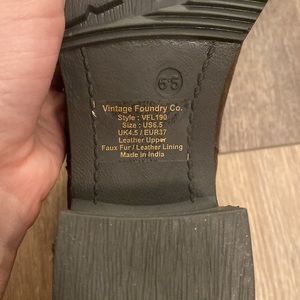 6.5
Vintage Foundry Co.
Style : VFL190
Size : US6.5
UK4.5 / EUR37
Leather Upper
Faux Fur / Leather Lining
Made in India